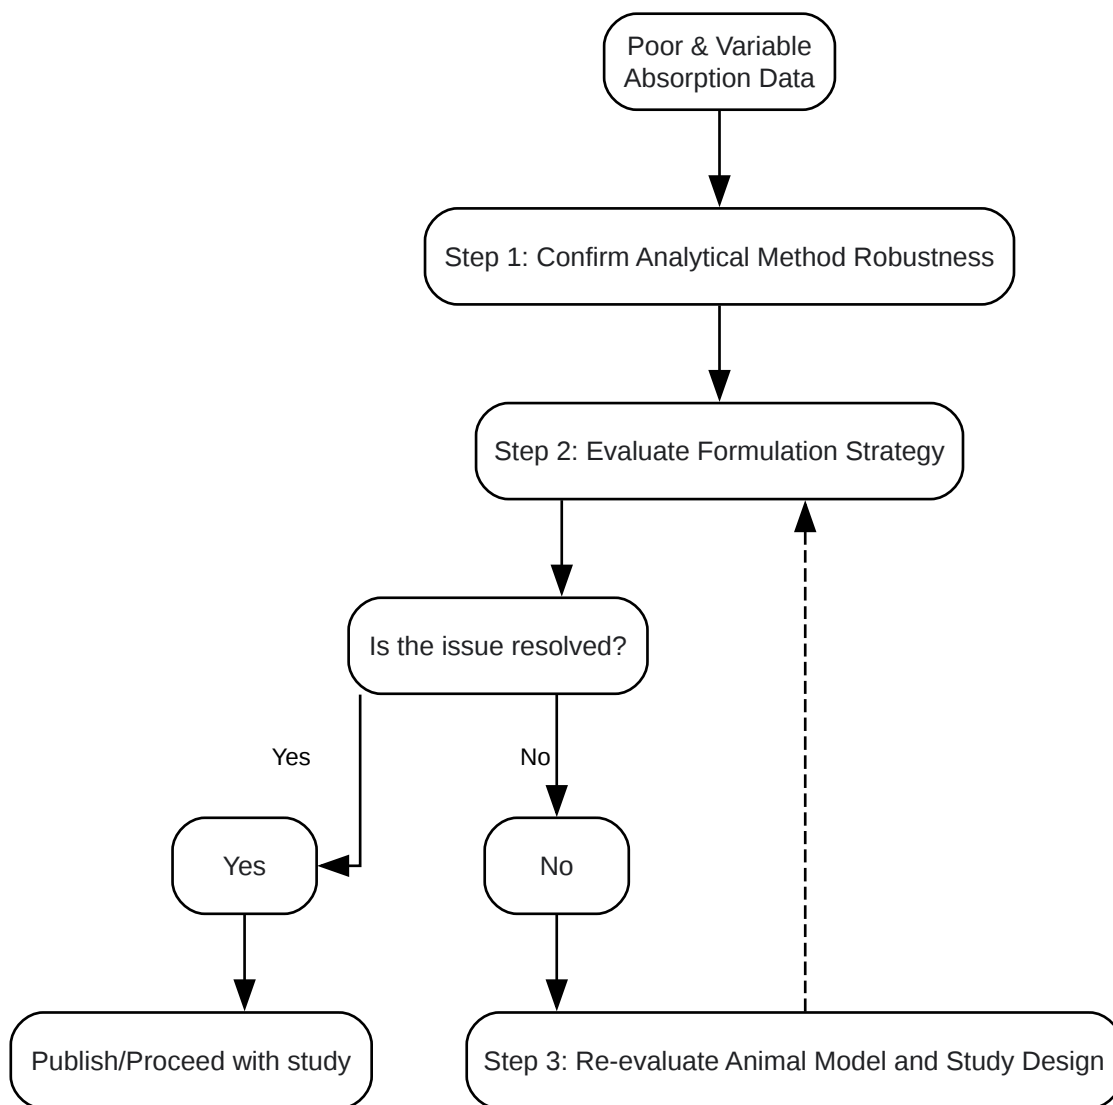 Poor & Variable
Absorption Data
Step 1: Confirm Analytical Method Robustness
Step 2: Evaluate Formulation Strategy
Is the issue resolved?
Yes
No
Yes
No
Publish/Proceed with study
Step 3: Re-evaluate Animal Model and Study Design